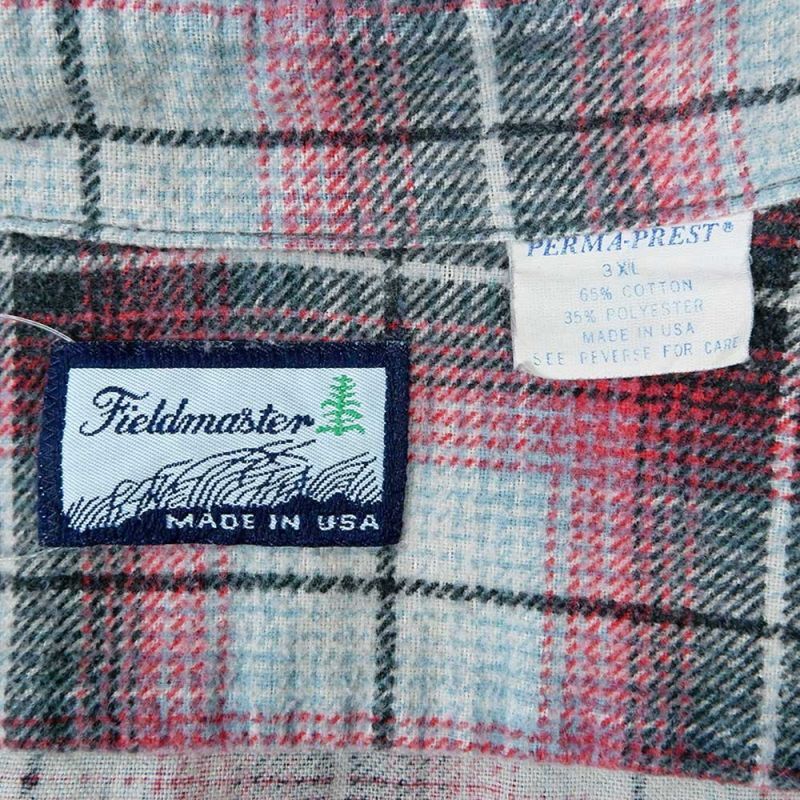 PERMA-PREST®
3XL
65% COTTON
35% POLYESTER
MADE IN USA
SEE REVERSE FOR CARE
Fieldmaster
MADE IN USA